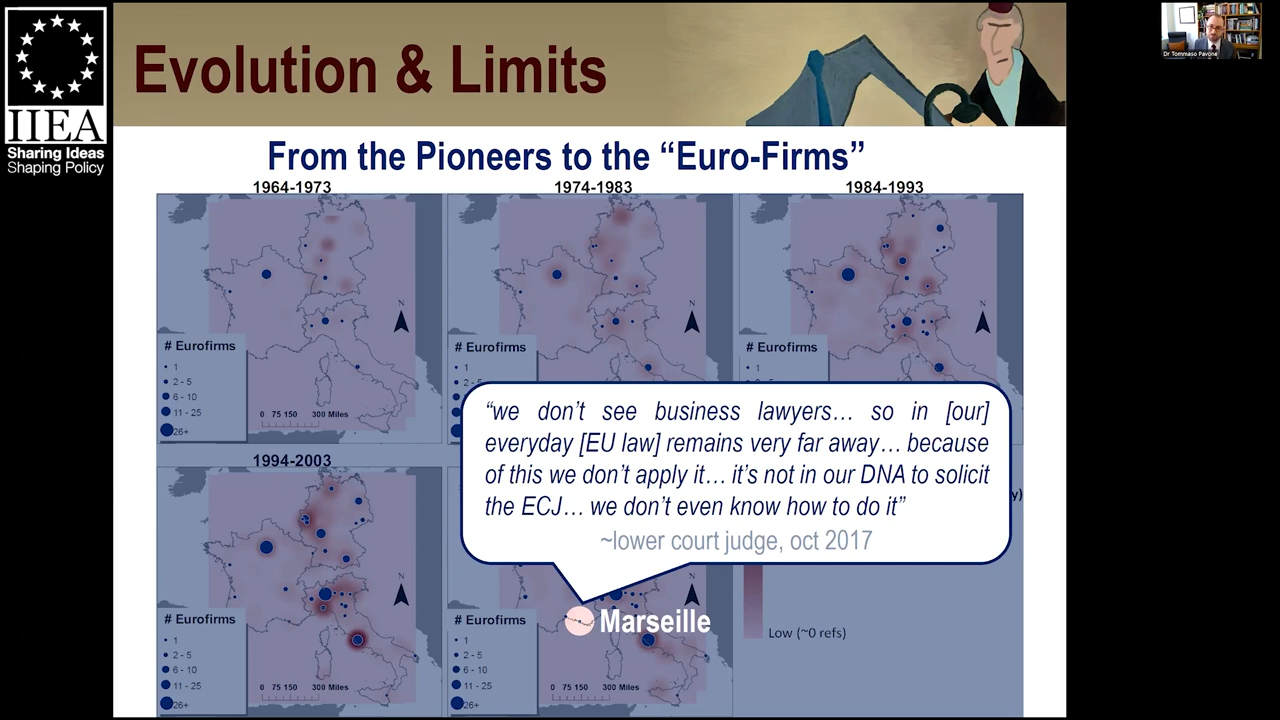 IIEA
Sharing Ideas
Shaping Policy
Evolution & Limits
Dr Tommaso Pavone
From the Pioneers to the “Euro-Firms”
1964-1973
1974-1983
1984-1993
N
N
N
# Eurofirms
1
2 - 5
6 - 10
11 - 25
26+
0 75 150 300 Miles
# Eurofirms
1
2
# Eurofirms
1
“we don’t see business lawyers… so in [our]
everyday [EU law] remains very far away… because
of this we don’t apply it… it’s not in our DNA to solicit
the ECJ… we don’t even know how to do it”
~lower court judge, oct 2017
1994-2003
N
N
# Eurofirms
1
2 - 5
6 - 10
11 - 25
26+
0 75 150 300 Miles
# Eurofirms
1
2 - 5
6 - 10
11 - 25
26+
0 75 150 300 Miles
Marseille
Low (~0 refs)